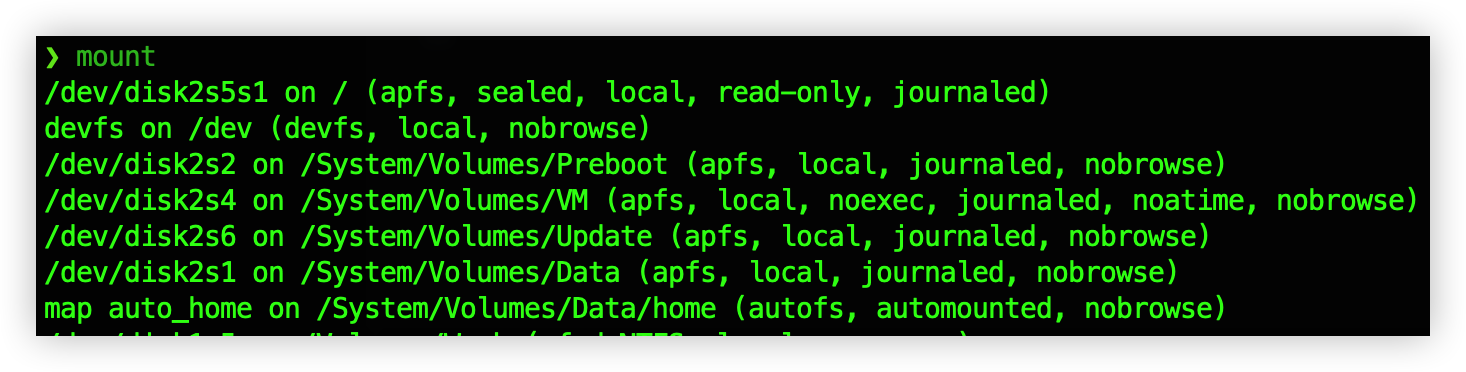 ❯ mount
/dev/disk2s5s1 on / (apfs, sealed, local, read-only, journaled)
devfs on /dev (devfs, local, nobrowse)
/dev/disk2s2 on /System/Volumes/Preboot (apfs, local, journaled, nobrowse)
/dev/disk2s4 on /System/Volumes/VM (apfs, local, noexec, journaled, noatime, nobrowse)
/dev/disk2s6 on /System/Volumes/Update (apfs, local, journaled, nobrowse)
/dev/disk2s1 on /System/Volumes/Data (apfs, local, journaled, nobrowse)
map auto_home on /System/Volumes/Data/home (autofs, automounted, nobrowse)